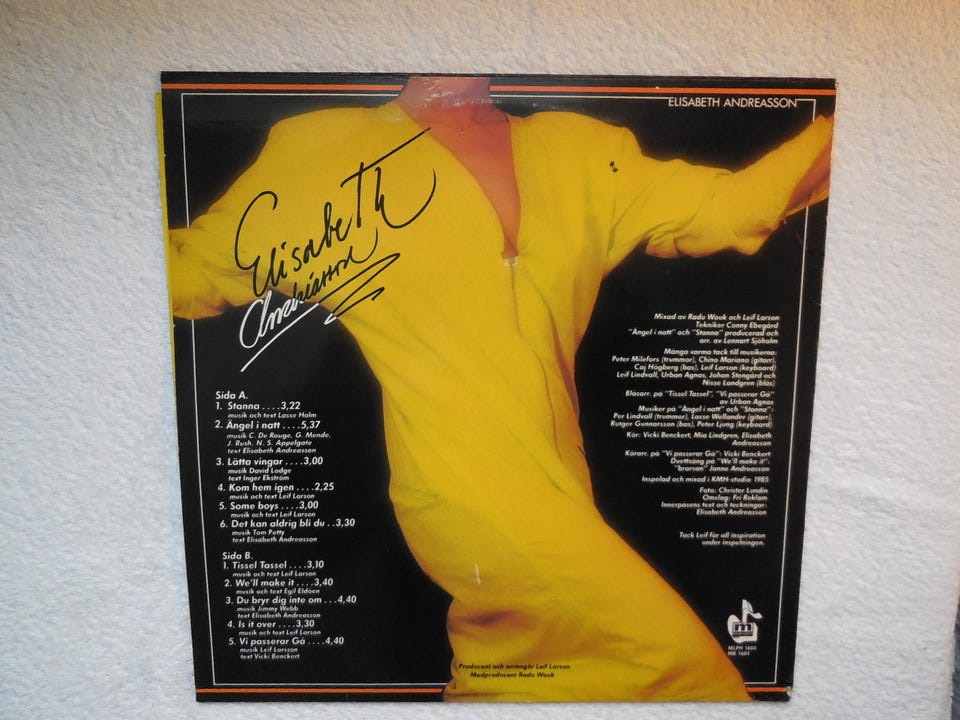 ELISABETH ANDREASSON
Elisabeth
Andreasson
Sida A.
1. Stanna . . . . 3,22
musik och text Lasse Holm
2. Ängel i natt . . . . 5,37
musik C. De Rouge, G. Mende,
J. Rush, N. S. Appelgate
text Elisabeth Andreasson
3. Lätta vingar . . . . 3,00
musik David Lodge
text Inger Ekström
4. Kom hem igen . . . . 2,25
musik och text Leif Larson
5. Some boys . . . . 3,00
musik och text Leif Larson
6. Det kan aldrig bli du . . 3,30
musik Tom Petty
text Elisabeth Andreasson
Sida B.
1. Tissel Tassel . . . . 3,10
musik och text Leif Larson
2. We'll make it . . . . 3,40
musik och text Egil Eldöen
3. Du bryr dig inte om . . . 4,40
musik Jimmy Webb
text Elisabeth Andreasson
4. Is it over . . . . 3,30
musik och text Leif Larson
5. Vi passerar Gå . . . . 4,40
musik Leif Larsson
text Vicki Benckert
Mixad av Radu Wouk och Leif Larson
Tekniker Conny Ebegård
"Ängel i natt" och "Stanna" producerad och
arr. av Lennart Sjöholm
Många varma tack till musikerna:
Peter Milefors (trummor), Chino Mariano (gitarr),
Caj Högberg (bas), Leif Larson (keyboard)
Leif Lindvall, Urban Agnas, Johan Stengård och
Nisse Landgren (blås)
Blåsarr. på "Tissel Tassel", "Vi passerar Gå"
av Urban Agnas
Musiker på "Ängel i natt" och "Stanna":
Per Lindvall (trummor), Lasse Wellander (gitarr),
Rutger Gunnarsson (bas), Peter Ljung (keyboard)
Kör: Vicki Benckert, Mia Lindgren, Elisabeth
Andreasson
Körarr. på "Vi passerar Gå": Vicki Benckert
Duettsång på "We'll make it":
"brorsan" Janne Andreasson
Inspelad och mixad i KMH-studio 1985
Foto: Christer Lundin
Omslag: Fri Reklam
Innerpåsens text och teckningar:
Elisabeth Andreasson
Tack Leif för all inspiration
under inspelningen.
m
MLPH 1604
MK 1604
Producent och arrangör Leif Larson
Medproducent Radu Wouk